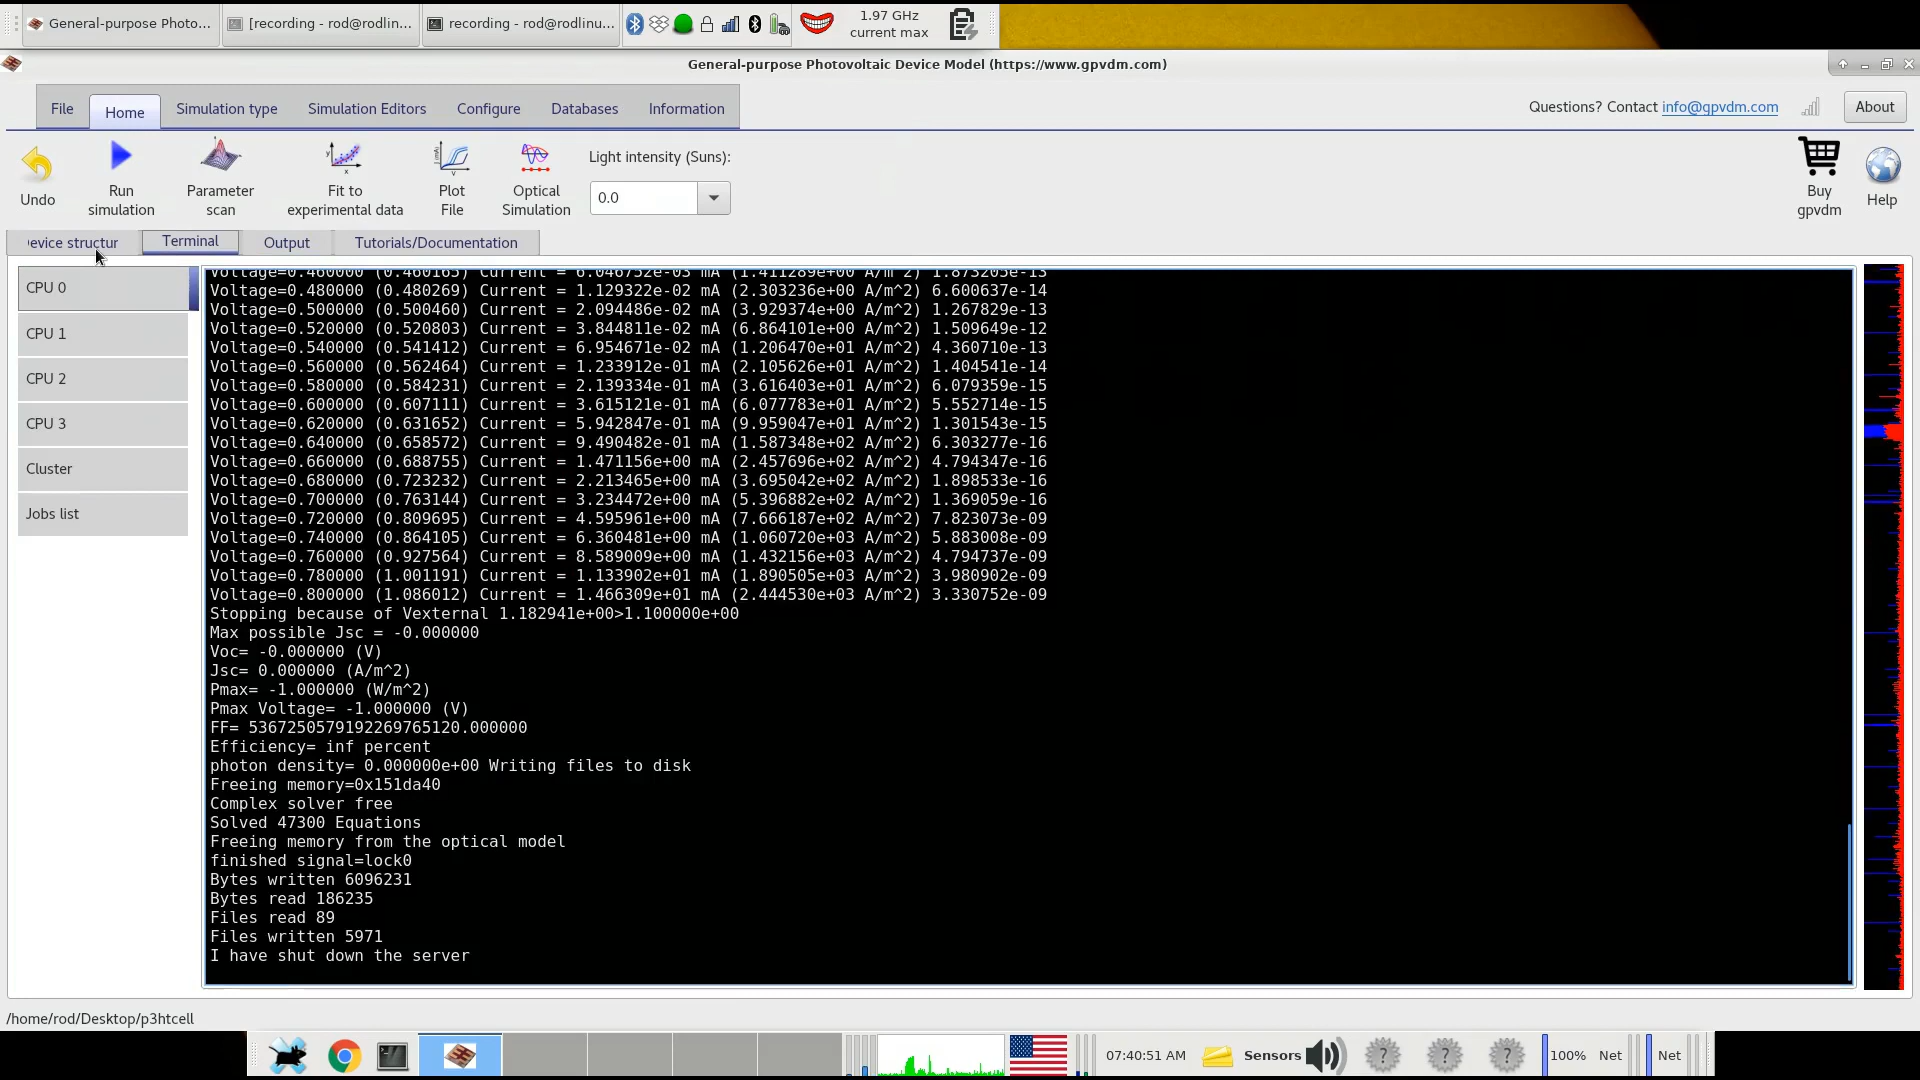 General-purpose Photo...
[recording - rod@rodlin...
recording - rod@rodlinu...
1.97 GHz
current max
General-purpose Photovoltaic Device Model (https://www.gpvdm.com)
File
Home
Simulation type
Simulation Editors
Configure
Databases
Information
Questions? Contact info@gpvdm.com
About
Undo
Run
simulation
Parameter
scan
Fit to
experimental data
Plot
File
Optical
Simulation
Light intensity (Suns):
0.0
Buy
gpvdm
Help
evice structur
Terminal
Output
Tutorials/Documentation
CPU 0
CPU 1
CPU 2
CPU 3
Cluster
Jobs list
Voltage=0.460000 (0.460165) Current = 6.046752e-03 mA (1.411289e+00 A/m^2) 1.873205e-13
Voltage=0.480000 (0.480269) Current = 1.129322e-02 mA (2.303236e+00 A/m^2) 6.600637e-14
Voltage=0.500000 (0.500460) Current = 2.094486e-02 mA (3.929374e+00 A/m^2) 1.267829e-13
Voltage=0.520000 (0.520803) Current = 3.844811e-02 mA (6.864101e+00 A/m^2) 1.509649e-12
Voltage=0.540000 (0.541412) Current = 6.954671e-02 mA (1.206470e+01 A/m^2) 4.360710e-13
Voltage=0.560000 (0.562464) Current = 1.233912e-01 mA (2.105626e+01 A/m^2) 1.404541e-14
Voltage=0.580000 (0.584231) Current = 2.139334e-01 mA (3.616403e+01 A/m^2) 6.079359e-15
Voltage=0.600000 (0.607111) Current = 3.615121e-01 mA (6.077783e+01 A/m^2) 5.552714e-15
Voltage=0.620000 (0.631652) Current = 5.942847e-01 mA (9.959047e+01 A/m^2) 1.301543e-15
Voltage=0.640000 (0.658572) Current = 9.490482e-01 mA (1.587348e+02 A/m^2) 6.303277e-16
Voltage=0.660000 (0.688755) Current = 1.471156e+00 mA (2.457696e+02 A/m^2) 4.794347e-16
Voltage=0.680000 (0.723232) Current = 2.213465e+00 mA (3.695042e+02 A/m^2) 1.898533e-16
Voltage=0.700000 (0.763144) Current = 3.234472e+00 mA (5.396882e+02 A/m^2) 1.369059e-16
Voltage=0.720000 (0.809695) Current = 4.595961e+00 mA (7.666187e+02 A/m^2) 7.823073e-09
Voltage=0.740000 (0.864105) Current = 6.360481e+00 mA (1.060720e+03 A/m^2) 5.883008e-09
Voltage=0.760000 (0.927564) Current = 8.589009e+00 mA (1.432156e+03 A/m^2) 4.794737e-09
Voltage=0.780000 (1.001191) Current = 1.133902e+01 mA (1.890505e+03 A/m^2) 3.980902e-09
Voltage=0.800000 (1.086012) Current = 1.466309e+01 mA (2.444530e+03 A/m^2) 3.330752e-09
Stopping because of Vexternal 1.182941e+00>1.100000e+00
Max possible Jsc = -0.000000
Voc= -0.000000 (V)
Jsc= 0.000000 (A/m^2)
Pmax= -1.000000 (W/m^2)
Pmax Voltage= -1.000000 (V)
FF= 5367250579192269765120.000000
Efficiency= inf percent
photon density= 0.000000e+00 Writing files to disk
Freeing memory=0x151da40
Complex solver free
Solved 47300 Equations
Freeing memory from the optical model
finished signal=lock0
Bytes written 6096231
Bytes read 186235
Files read 89
Files written 5971
I have shut down the server
/home/rod/Desktop/p3htcell
07:40:51 AM
Sensors
100%
Net
Net